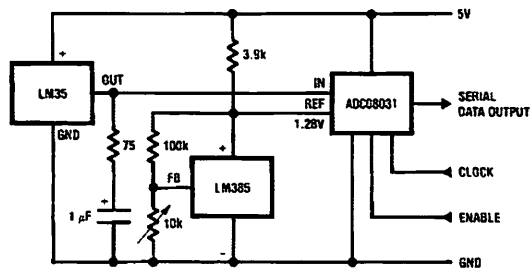 5V
+
3.9k
OUT
IN
LM35
REF
ADC08031
SERIAL
DATA OUTPUT
1.28V
GND
+
75
100k
FB
LM385
CLOCK
+
1 μF
10k
ENABLE
-
GND